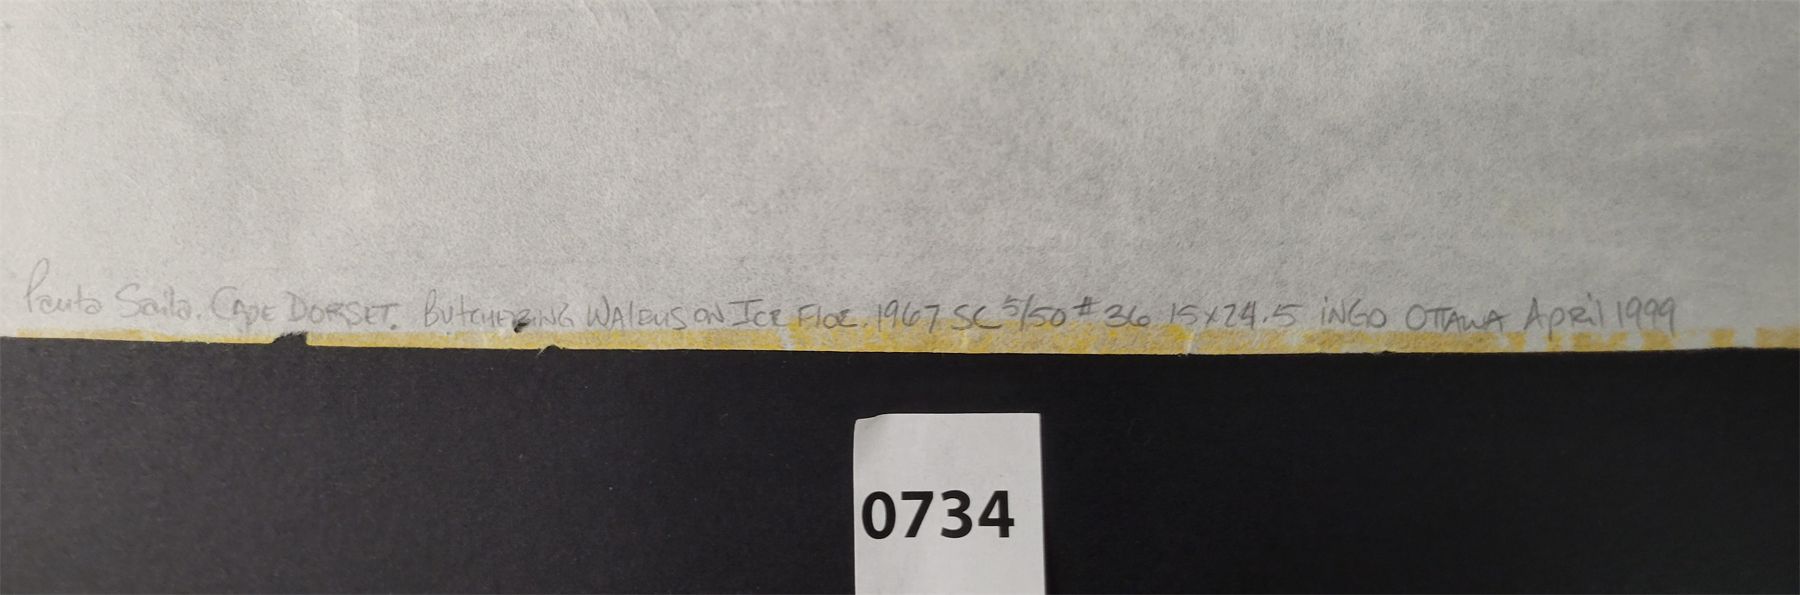 Pauta Saila. CAPE DORSET. BUTCHERING WALRUS ON ICE FLOE. 1967 SC 5/50 # 36 15x24.5 iNGO OTTAWA April 1999
0734